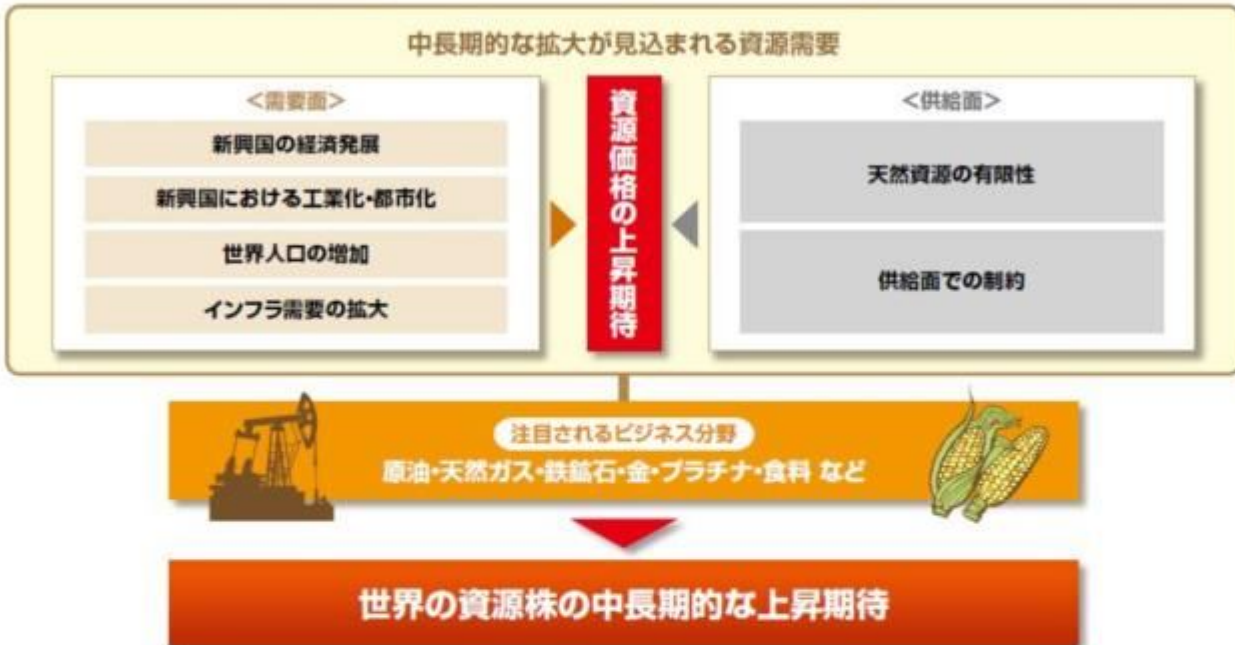 中長期的な拡大が見込まれる資源需要
<需要面>
新興国の経済発展
新興国における工業化・都市化
世界人口の増加
インフラ需要の拡大
資源価格の上昇期待
<供給面>
天然資源の有限性
供給面での制約
注目されるビジネス分野
原油・天然ガス・鉄鉱石・金・プラチナ・食料 など
世界の資源株の中長期的な上昇期待